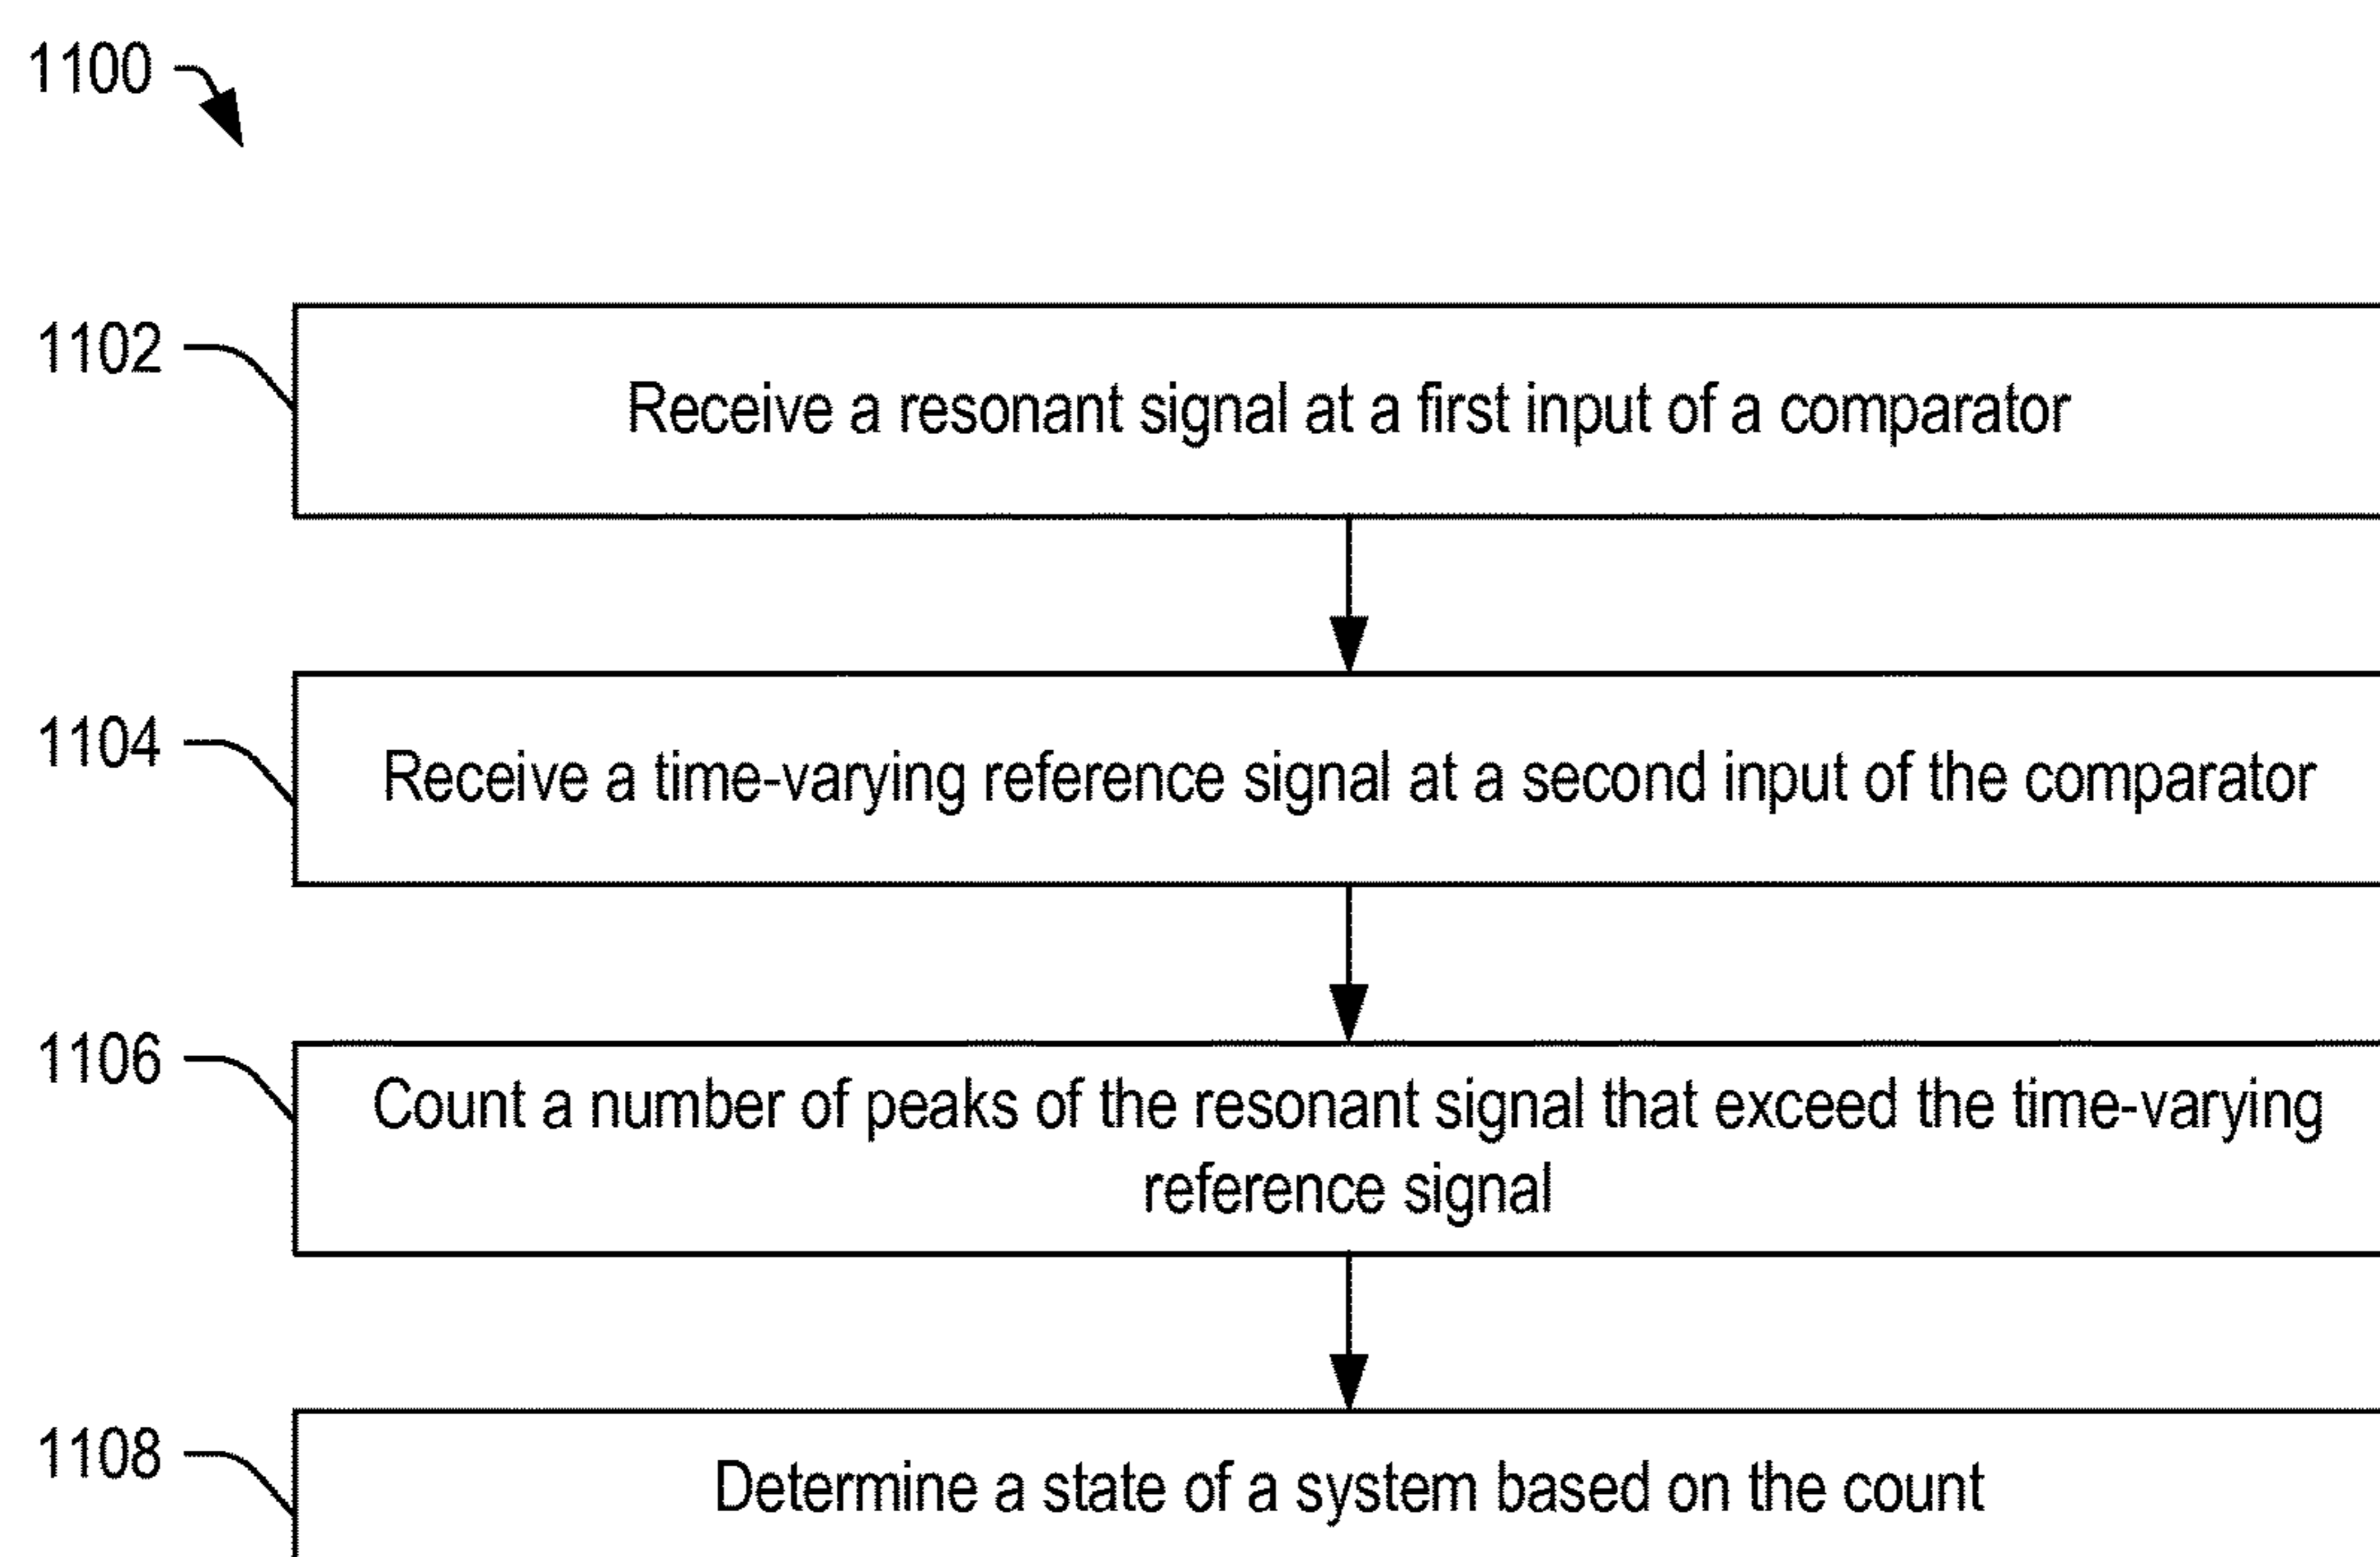 1100
1102
Receive a resonant signal at a first input of a comparator
1104
Receive a time-varying reference signal at a second input of the comparator
1106
Count a number of peaks of the resonant signal that exceed the time-varying
reference signal
1108
Determine a state of a system based on the count